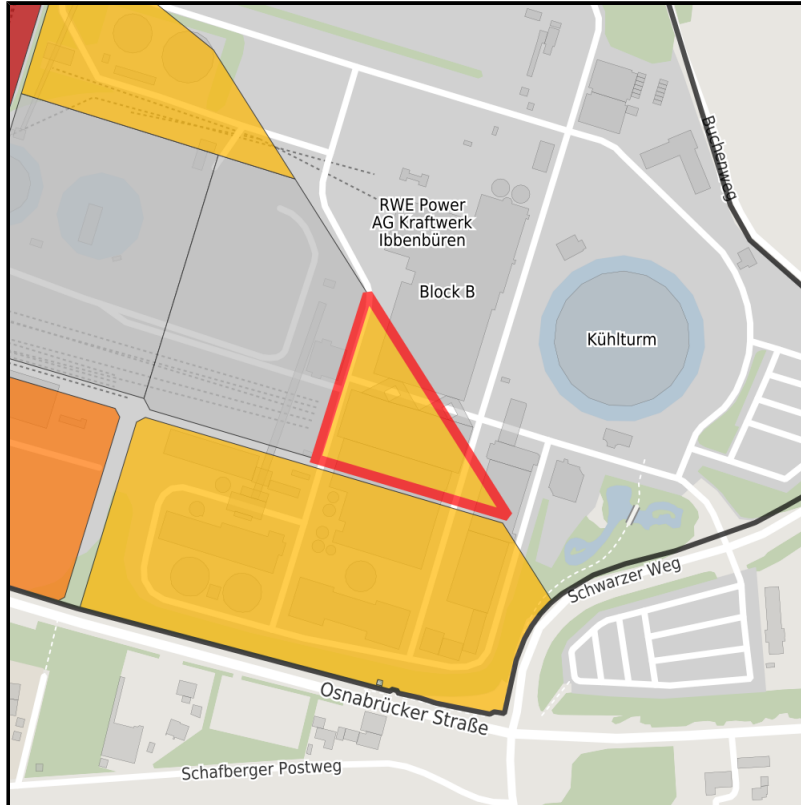 Buchenweg
RWE Power
AG Kraftwerk
Ibbenbüren
Block B
Kühlturm
Schwarzer Weg
Osnabrücker Straße
Schafberger Postweg